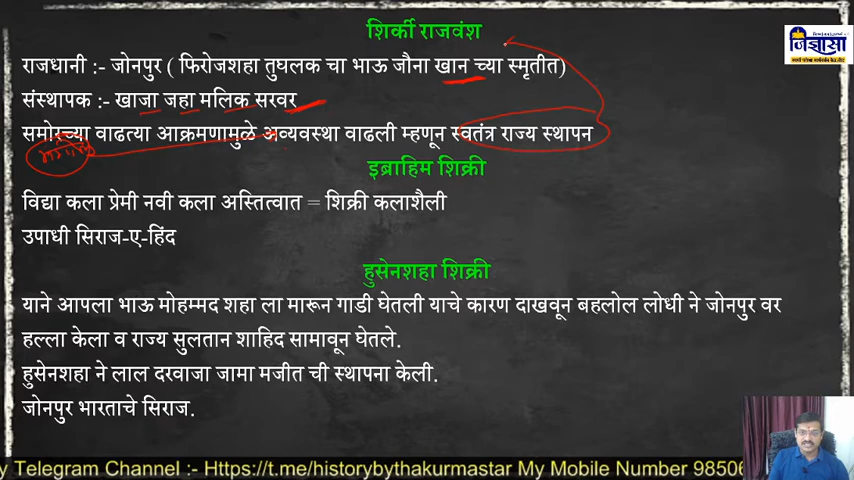 शिर्की राजवंश
राजधानी :- जोनपुर ( फिरोजशहा तुघलक चा भाऊ जौना खान च्या स्मृतीत)
संस्थापक :- खाजा जहा मलिक सरवर
समोरच्या वाढत्या आक्रमणामुळे अव्यवस्था वाढली म्हणून स्वतंत्र राज्य स्थापन
इब्राहिम शिक्री
विद्या कला प्रेमी नवी कला अस्तित्वात = शिक्री कलाशैली
उपाधी सिराज-ए-हिंद
हुसेनशहा शिक्री
याने आपला भाऊ मोहम्मद शहा ला मारून गाडी घेतली याचे कारण दाखवून बहलोल लोधी ने जोनपुर वर
हल्ला केला व राज्य सुलतान शाहिद सामावून घेतले.
हुसेनशहा ने लाल दरवाजा जामा मजीत ची स्थापना केली.
जोनपुर भारताचे सिराज.
जिज्ञासा
y Telegram Channel :- Https://t.me/historybythakurmastar My Mobile Number 98506